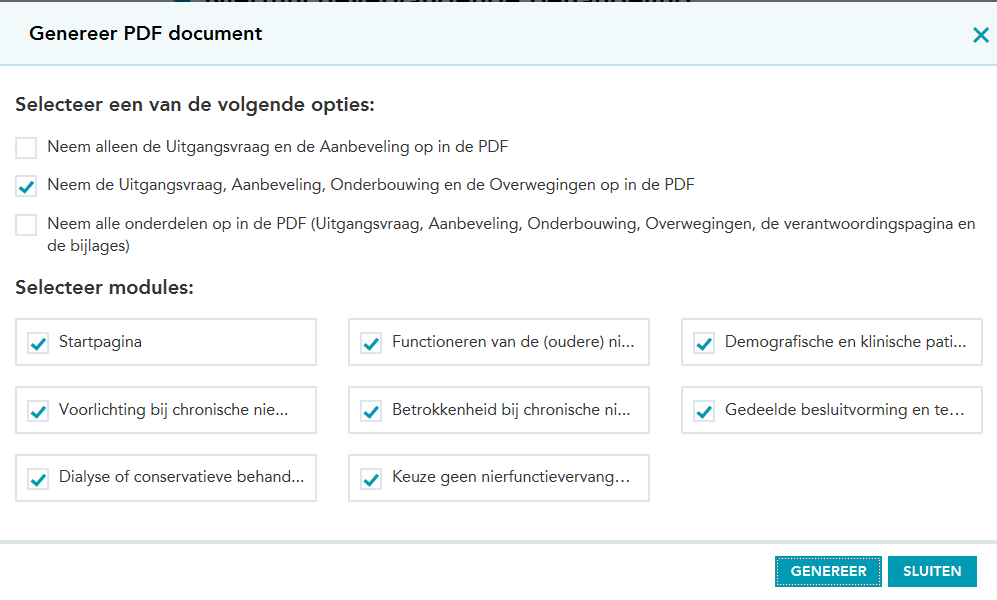 Genereer PDF document
Selecteer een van de volgende opties:
Neem alleen de Uitgangsvraag en de Aanbeveling op in de PDF
Neem de Uitgangsvraag, Aanbeveling, Onderbouwing en de Overwegingen op in de PDF
Neem alle onderdelen op in de PDF (Uitgangsvraag, Aanbeveling, Onderbouwing, Overwegingen, de verantwoordingspagina en
de bijlages)
Selecteer modules:
Startpagina
Functioneren van de (oudere) ni...
Demografische en klinische pati...
Voorlichting bij chronische nie...
Betrokkenheid bij chronische ni...
Gedeelde besluitvorming en te...
Dialyse of conservatieve behand...
Keuze geen nierfunctievervang...
GENEREER
SLUITEN